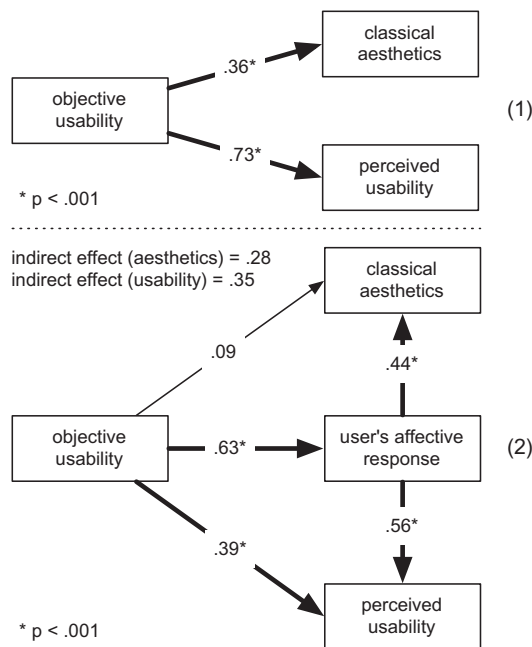 classical
aesthetics
.36*
objective
usability
(1)
.73*
perceived
usability
* p < .001
indirect effect (aesthetics) = .28
indirect effect (usability) = .35
classical
aesthetics
.09
.44*
objective
usability
.63*
user's affective
response
(2)
.56*
.39*
perceived
usability
* p < .001